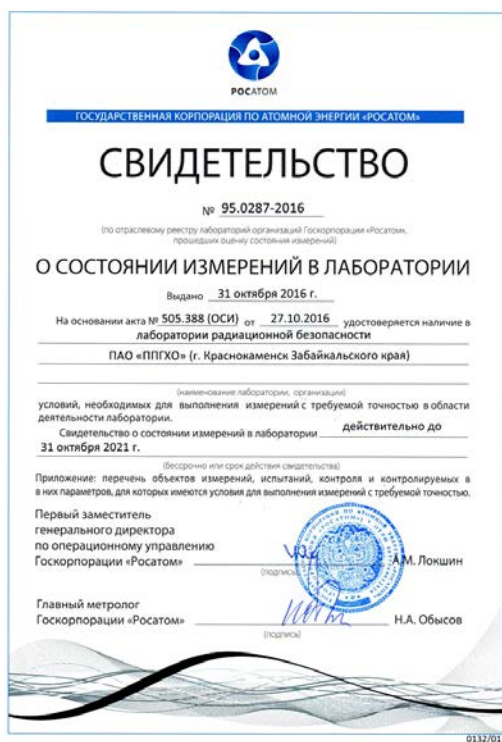 РОСАТОМ
ГОСУДАРСТВЕННАЯ КОРПОРАЦИЯ ПО АТОМНОЙ ЭНЕРГИИ «РОСАТОМ»
СВИДЕТЕЛЬСТВО
№ 95.0287-2016
(по отраслевому реестру лабораторий организаций Госкорпорации «Росатом»,
прошедших оценку состояния измерений)
О СОСТОЯНИИ ИЗМЕРЕНИЙ В ЛАБОРАТОРИИ
Выдано 31 октября 2016 г.
На основании акта № 505.388 (ОСИ) от 27.10.2016 удостоверяется наличие в
лаборатории радиационной безопасности
ПАО «ППГХО» (г. Краснокаменск Забайкальского края)
(наименование лаборатории, организации)
условий, необходимых для выполнения измерений с требуемой точностью в области
деятельности лаборатории.
Свидетельство о состоянии измерений в лаборатории действительно до
31 октября 2021 г.
(бессрочно или срок действия свидетельства)
Приложение: перечень объектов измерений, испытаний, контроля и контролируемых в
в них параметров, для которых имеются условия для выполнения измерений с требуемой точностью.
Первый заместитель
генерального директора
по операционному управлению
Госкорпорации «Росатом» А.М. Локшин
(подпись)
Главный метролог
Госкорпорации «Росатом» Н.А. Обысов
(подпись)
0132/01